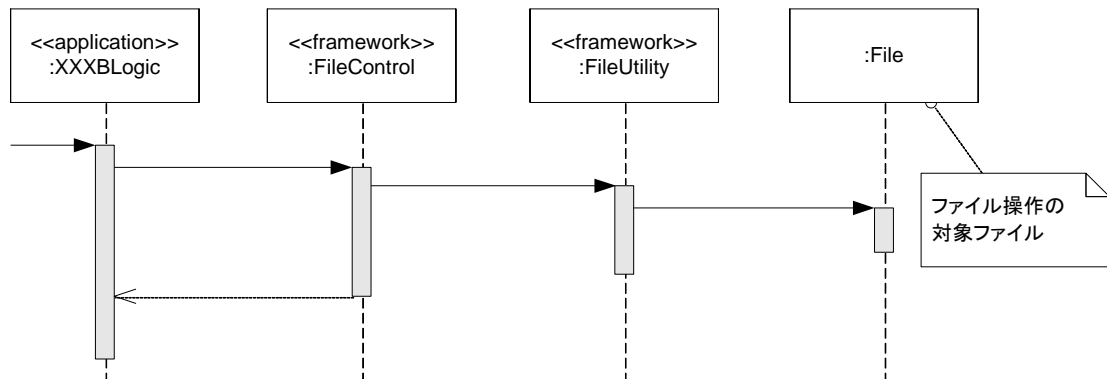 <<application>>
:XXXBLogic
<<framework>>
:FileControl
<<framework>>
:FileUtility
:File
ファイル操作の
対象ファイル